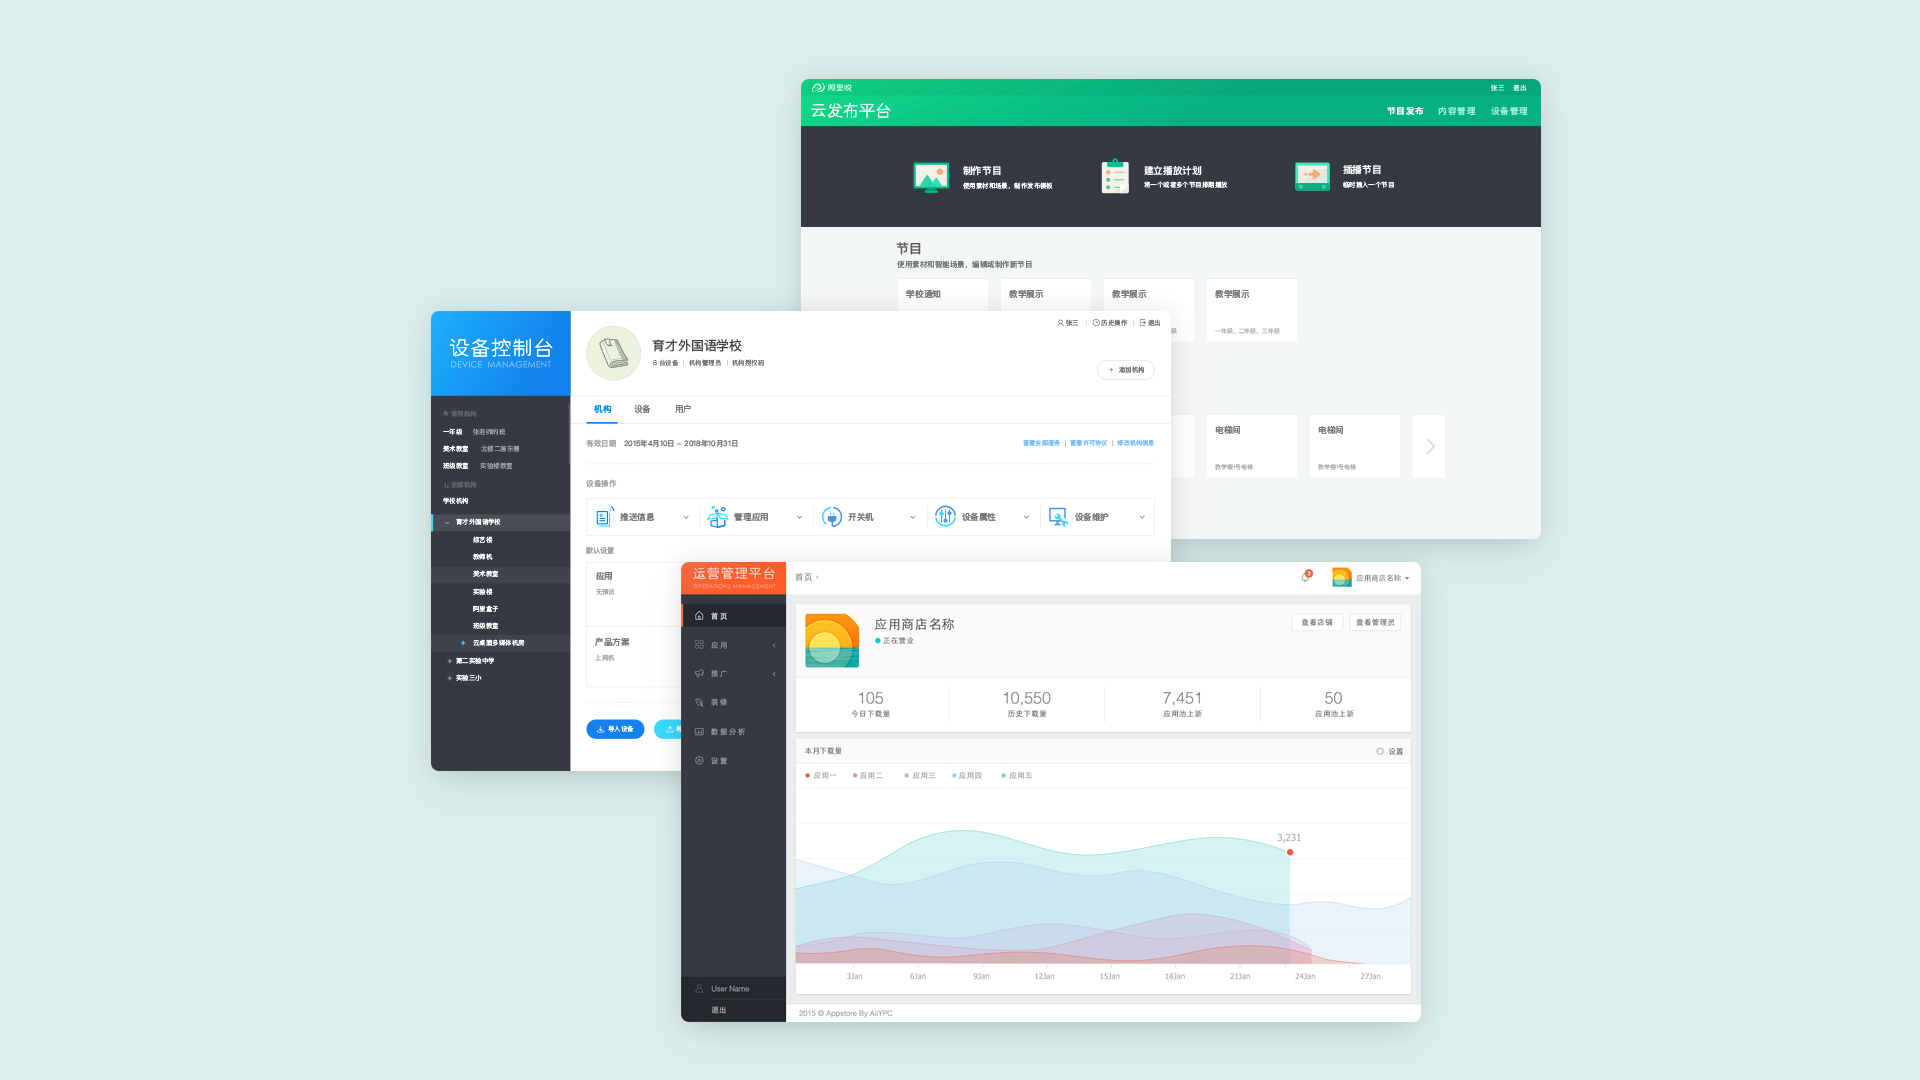 阿里悦
张三 退出
云发布平台
节目发布 内容管理 设备管理
制作节目
使用素材和场景，制作发布模板
建立播放计划
将一个或者多个节目排期播放
插播节目
临时插入一个节目
节目
使用素材和智能场景，编辑或制作新节目
学校通知
教学展示
教学展示
教学展示
一年级、二年级、三年级
电梯间
教学楼1号电梯
电梯间
教学楼1号电梯
设备控制台
DEVICE MANAGEMENT
一年级 张老师的班
美术教室 北楼二层东侧
班级教室 实验楼教室
学校机构
育才外国语学校
综艺楼
教师机
美术教室
实验楼
阿里盒子
班级教室
云桌面多媒体机房
第二实验中学
实验三小
张三 | 历史操作 | 退出
育才外国语学校
6 台设备 | 机构管理员 | 机构授权码
+ 添加机构
机构 设备 用户
有效日期 2015年4月10日 – 2018年10月31日
查看全部服务 | 查看许可协议 | 修改机构信息
设备操作
推送信息
管理应用
开关机
设备属性
设备维护
默认设置
应用
无预设
产品方案
上网机
导入设备
运营管理平台
OPERATIONS MANAGEMENT
首页
应用
推广
装修
数据分析
设置
User Name
退出
首页 ›
3
应用商店名称
应用商店名称
正在营业
查看店铺 查看管理员
105
今日下载量
10,550
历史下载量
7,451
应用池上新
50
应用池上新
本月下载量
设置
应用一 应用二 应用三 应用四 应用五
3,231
3Jan 6Jan 9Jan 12Jan 15Jan 18Jan 21Jan 24Jan 27Jan
2015 © Appstore By AliYPC